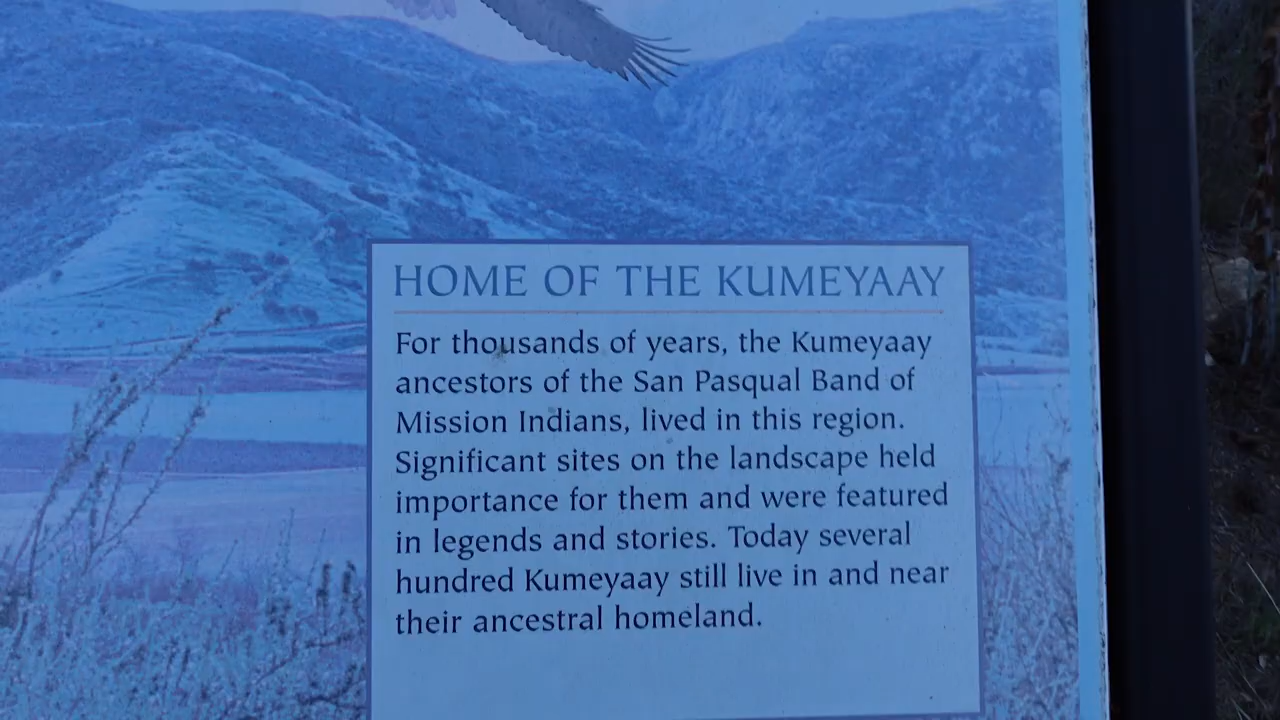 HOME OF THE KUMEYAAY
For thousands of years, the Kumeyaay
ancestors of the San Pasqual Band of
Mission Indians, lived in this region.
Significant sites on the landscape held
importance for them and were featured
in legends and stories. Today several
hundred Kumeyaay still live in and near
their ancestral homeland.